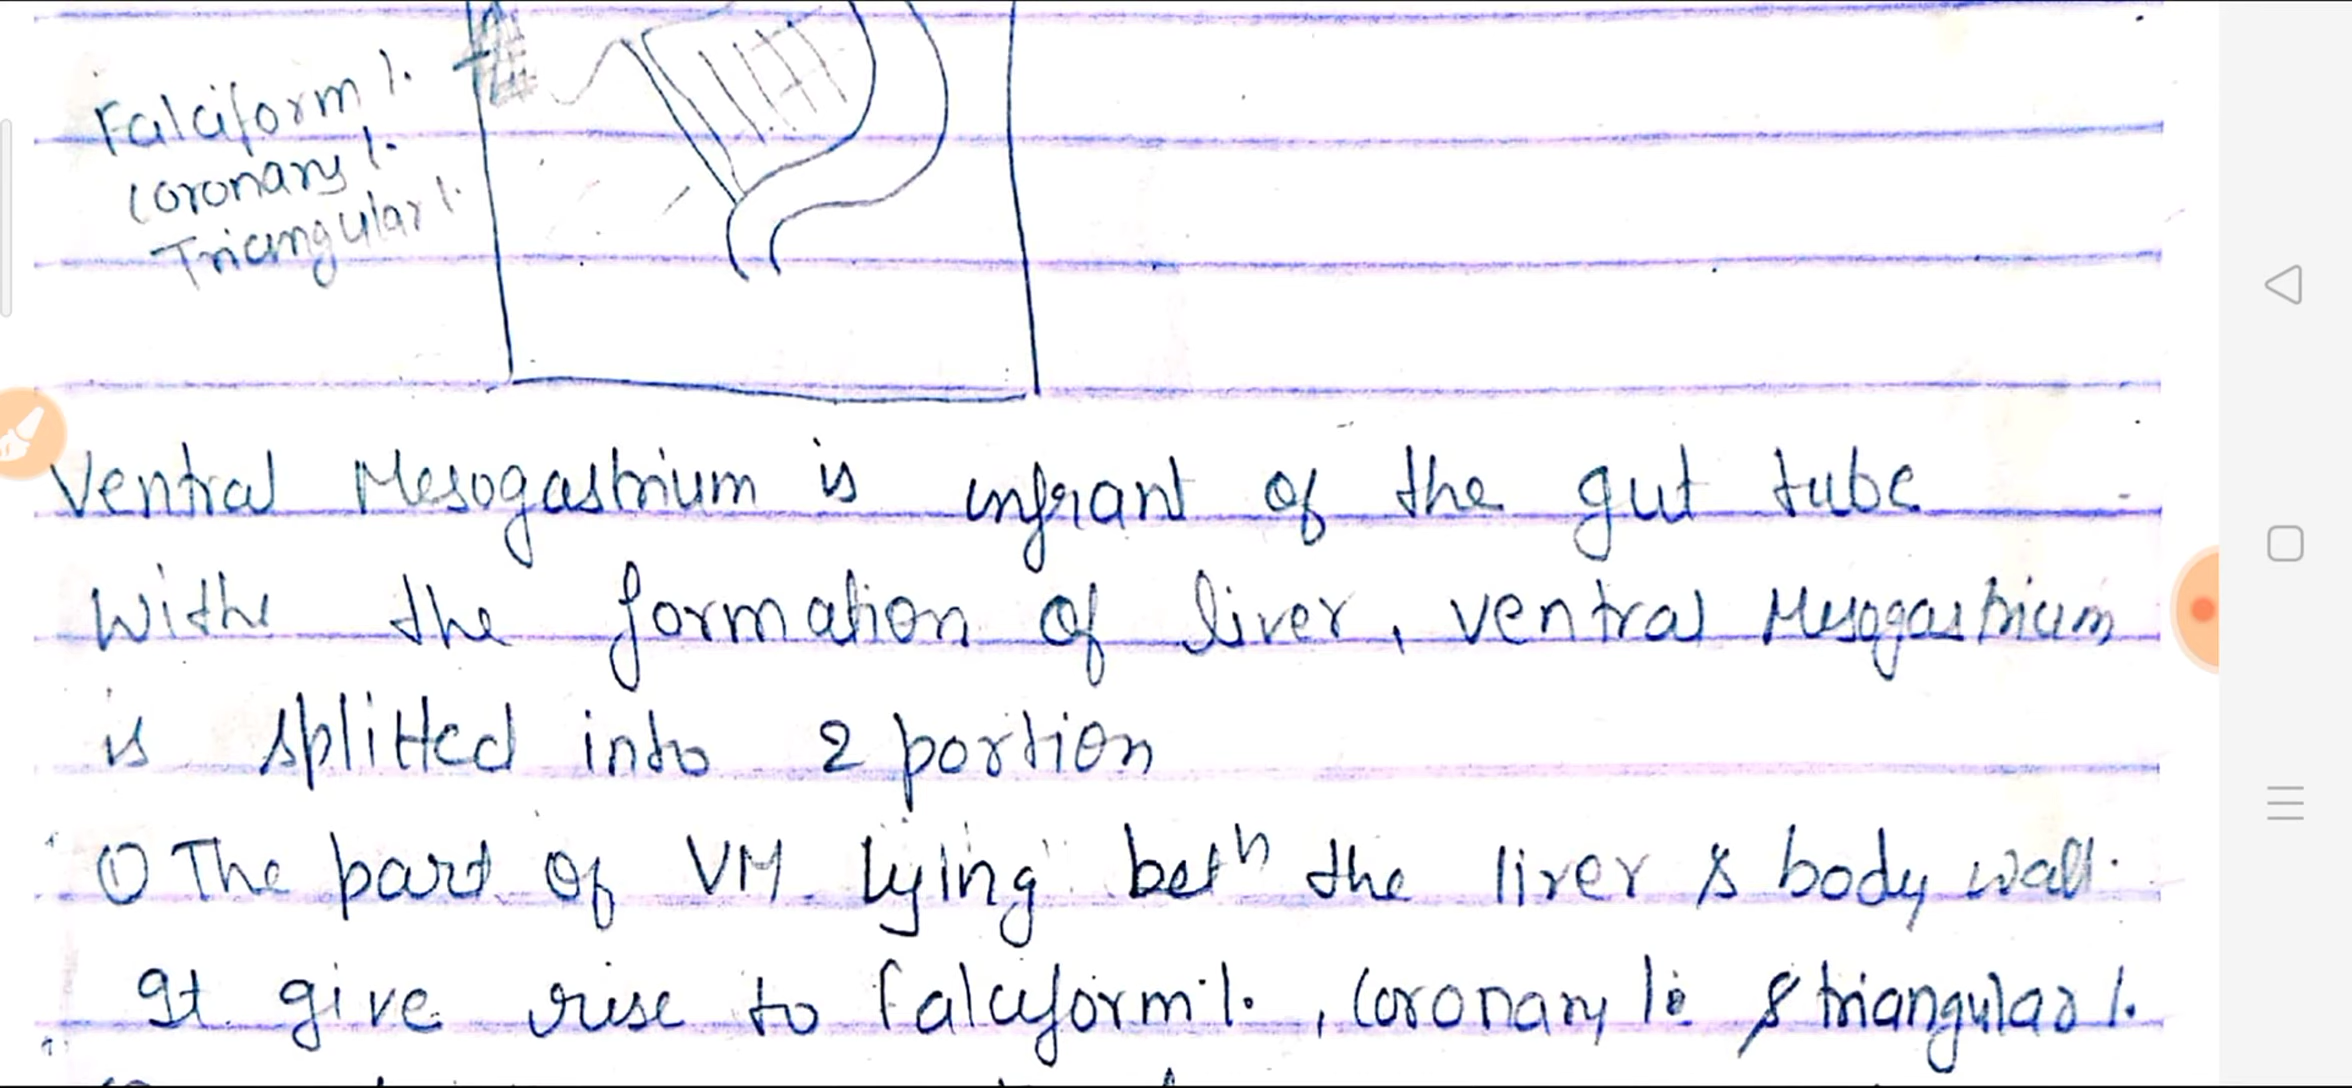 Falciform l.
Coronary l.
Triangular l.
Ventral Mesogastrium is infrant of the gut tube
Withe the formation of liver, ventral Mesogastrium
is splitted into 2 portion
① The part of VM lying betⁿ the liver & body wall.
It give rise to falciform l., Coronary l. & triangular l.